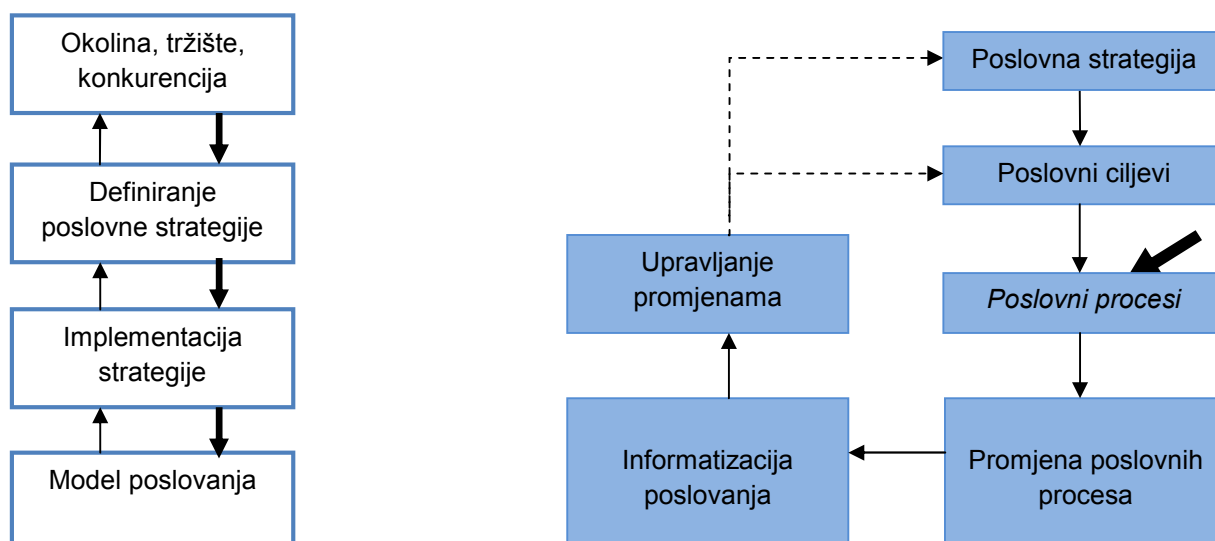 Okolina, tržište,
konkurencija
Definiranje
poslovne strategije
Implementacija
strategije
Model poslovanja
Poslovna strategija
Poslovni ciljevi
Upravljanje
promjenama
Poslovni procesi
Informatizacija
poslovanja
Promjena poslovnih
procesa